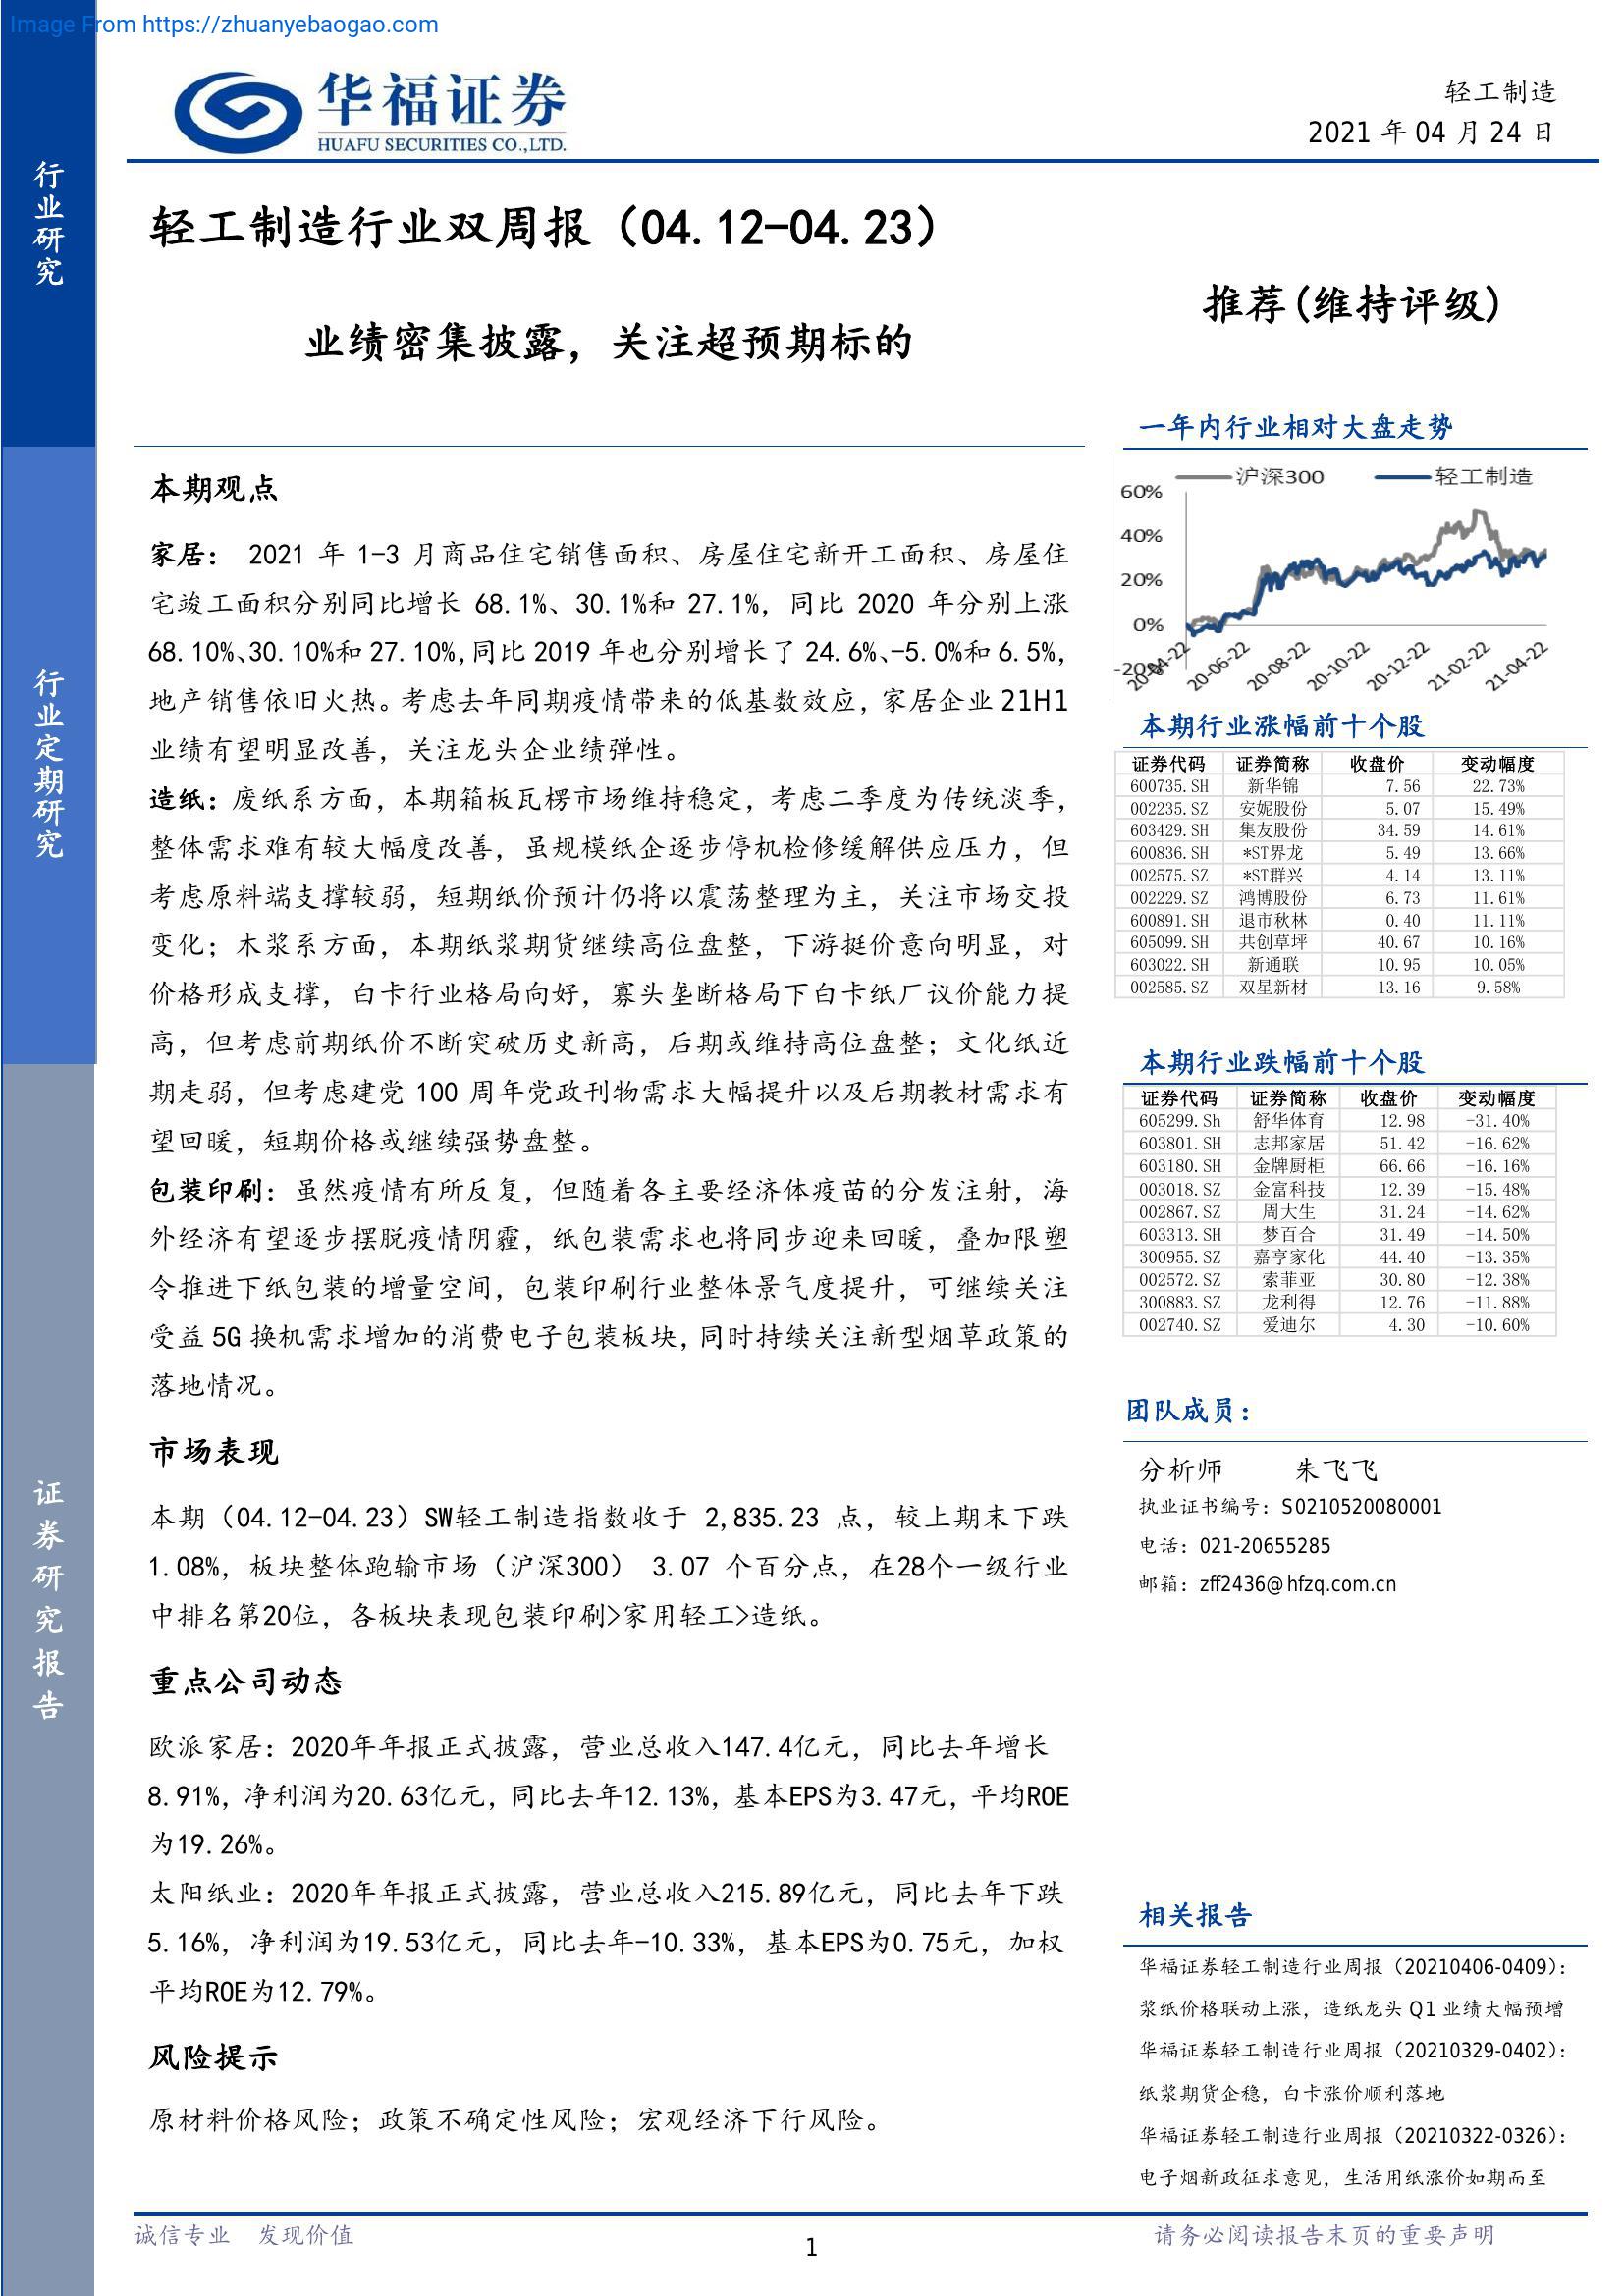 Image From https://zhuanyebaogao.com
华福证券
HUAFU SECURITIES CO.,LTD.
轻工制造
2021 年 04 月 24 日
行业研究
行业定期研究
证券研究报告
轻工制造行业双周报（04.12-04.23）
业绩密集披露，关注超预期标的
推荐(维持评级)
本期观点
家居： 2021 年 1-3 月商品住宅销售面积、房屋住宅新开工面积、房屋住
宅竣工面积分别同比增长 68.1%、30.1%和 27.1%，同比 2020 年分别上涨
68.10%、30.10%和 27.10%,同比 2019 年也分别增长了 24.6%、-5.0%和 6.5%,
地产销售依旧火热。考虑去年同期疫情带来的低基数效应，家居企业 21H1
业绩有望明显改善，关注龙头企业绩弹性。
造纸：废纸系方面，本期箱板瓦楞市场维持稳定，考虑二季度为传统淡季，
整体需求难有较大幅度改善，虽规模纸企逐步停机检修缓解供应压力，但
考虑原料端支撑较弱，短期纸价预计仍将以震荡整理为主，关注市场交投
变化；木浆系方面，本期纸浆期货继续高位盘整，下游挺价意向明显，对
价格形成支撑，白卡行业格局向好，寡头垄断格局下白卡纸厂议价能力提
高，但考虑前期纸价不断突破历史新高，后期或维持高位盘整；文化纸近
期走弱，但考虑建党 100 周年党政刊物需求大幅提升以及后期教材需求有
望回暖，短期价格或继续强势盘整。
包装印刷：虽然疫情有所反复，但随着各主要经济体疫苗的分发注射，海
外经济有望逐步摆脱疫情阴霾，纸包装需求也将同步迎来回暖，叠加限塑
令推进下纸包装的增量空间，包装印刷行业整体景气度提升，可继续关注
受益 5G 换机需求增加的消费电子包装板块，同时持续关注新型烟草政策的
落地情况。
市场表现
本期（04.12-04.23）SW轻工制造指数收于 2,835.23 点，较上期末下跌
1.08%，板块整体跑输市场（沪深300） 3.07 个百分点，在28个一级行业
中排名第20位，各板块表现包装印刷>家用轻工>造纸。
重点公司动态
欧派家居：2020年年报正式披露，营业总收入147.4亿元，同比去年增长
8.91%，净利润为20.63亿元，同比去年12.13%，基本EPS为3.47元，平均ROE
为19.26%。
太阳纸业：2020年年报正式披露，营业总收入215.89亿元，同比去年下跌
5.16%，净利润为19.53亿元，同比去年-10.33%，基本EPS为0.75元，加权
平均ROE为12.79%。
风险提示
原材料价格风险；政策不确定性风险；宏观经济下行风险。
一年内行业相对大盘走势
沪深300 轻工制造
60%
40%
20%
0%
-20%
20-04-22 20-06-22 20-08-22 20-10-22 20-12-22 21-02-22 21-04-22
本期行业涨幅前十个股
证券代码 证券简称 收盘价 变动幅度
600735.SH 新华锦 7.56 22.73%
002235.SZ 安妮股份 5.07 15.49%
603429.SH 集友股份 34.59 14.61%
600836.SH *ST界龙 5.49 13.66%
002575.SZ *ST群兴 4.14 13.11%
002229.SZ 鸿博股份 6.73 11.61%
600891.SH 退市秋林 0.40 11.11%
605099.SH 共创草坪 40.67 10.16%
603022.SH 新通联 10.95 10.05%
002585.SZ 双星新材 13.16 9.58%
本期行业跌幅前十个股
证券代码 证券简称 收盘价 变动幅度
605299.Sh 舒华体育 12.98 -31.40%
603801.SH 志邦家居 51.42 -16.62%
603180.SH 金牌厨柜 66.66 -16.16%
003018.SZ 金富科技 12.39 -15.48%
002867.SZ 周大生 31.24 -14.62%
603313.SH 梦百合 31.49 -14.50%
300955.SZ 嘉亨家化 44.40 -13.35%
002572.SZ 索菲亚 30.80 -12.38%
300883.SZ 龙利得 12.76 -11.88%
002740.SZ 爱迪尔 4.30 -10.60%
团队成员：
分析师 朱飞飞
执业证书编号：S0210520080001
电话：021-20655285
邮箱：zff2436@hfzq.com.cn
相关报告
华福证券轻工制造行业周报（20210406-0409）：
浆纸价格联动上涨，造纸龙头 Q1 业绩大幅预增
华福证券轻工制造行业周报（20210329-0402）：
纸浆期货企稳，白卡涨价顺利落地
华福证券轻工制造行业周报（20210322-0326）：
电子烟新政征求意见，生活用纸涨价如期而至
诚信专业 发现价值
1
请务必阅读报告末页的重要声明